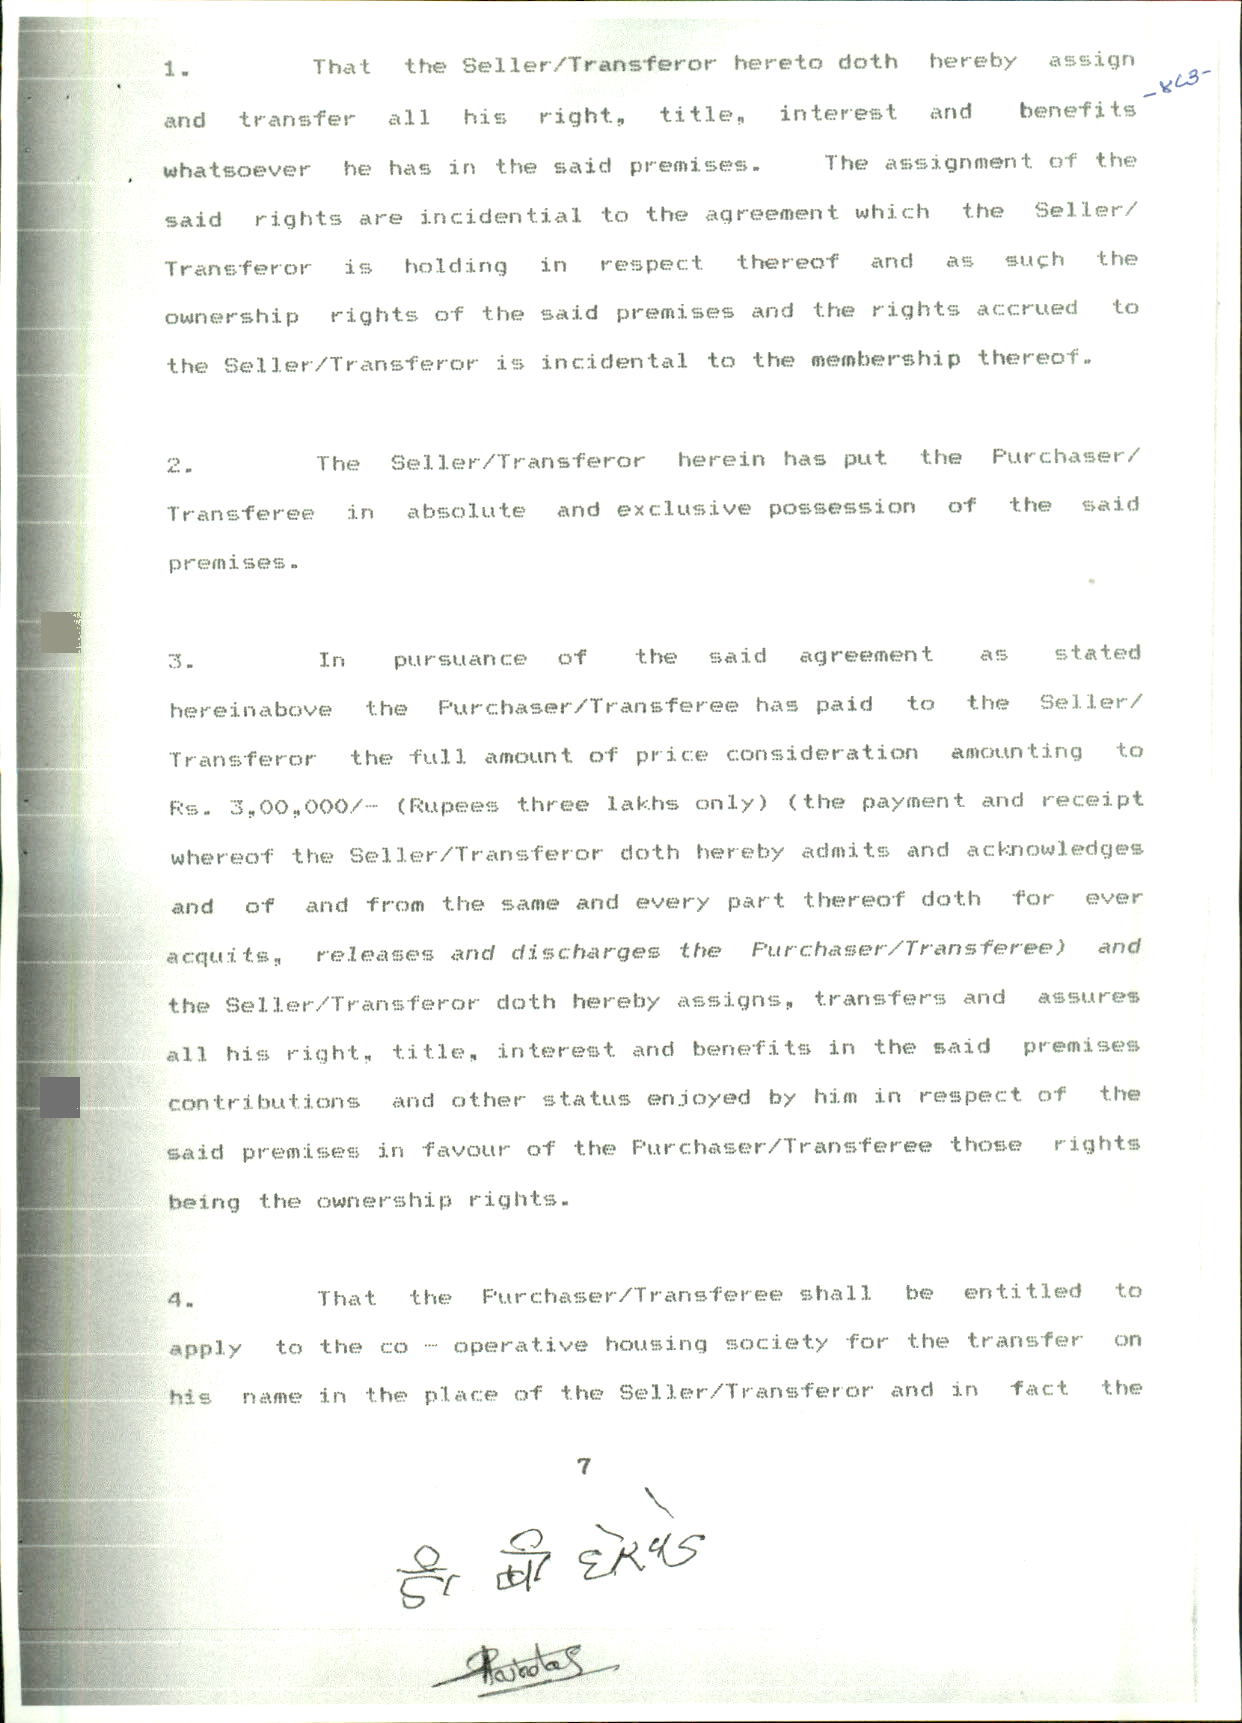 1. That the Seller/Transferor hereto doth hereby assign
and transfer all his right, title, interest and benefits
whatsoever he has in the said premises. The assignment of the
said rights are incidential to the agreement which the Seller/
Transferor is holding in respect thereof and as such the
ownership rights of the said premises and the rights accrued to
the Seller/Transferor is incidental to the membership thereof.
2. The Seller/Transferor herein has put the Purchaser/
Transferee in absolute and exclusive possession of the said
premises.
3. In pursuance of the said agreement as stated
hereinabove the Purchaser/Transferee has paid to the Seller/
Transferor the full amount of price consideration amounting to
Rs. 3,00,000/- (Rupees three lakhs only) (the payment and receipt
whereof the Seller/Transferor doth hereby admits and acknowledges
and of and from the same and every part thereof doth for ever
acquits, releases and discharges the Purchaser/Transferee) and
the Seller/Transferor doth hereby assigns, transfers and assures
all his right, title, interest and benefits in the said premises
contributions and other status enjoyed by him in respect of the
said premises in favour of the Purchaser/Transferee those rights
being the ownership rights.
4. That the Purchaser/Transferee shall be entitled to
apply to the co - operative housing society for the transfer on
his name in the place of the Seller/Transferor and in fact the
7